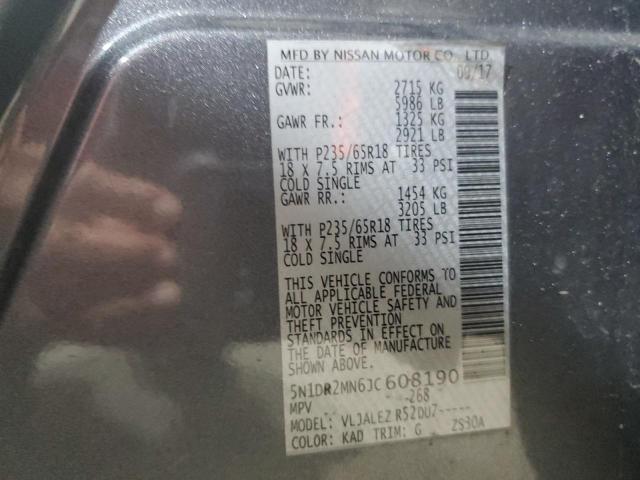 MFD BY NISSAN MOTOR CO., LTD.
DATE: 09/17
GVWR: 2715 KG
5986 LB
GAWR FR.: 1325 KG
2921 LB
WITH P235/65R18 TIRES
18 X 7.5 RIMS AT 33 PSI
COLD SINGLE
GAWR RR.: 1454 KG
3205 LB
WITH P235/65R18 TIRES
18 X 7.5 RIMS AT 33 PSI
COLD SINGLE
THIS VEHICLE CONFORMS TO
ALL APPLICABLE FEDERAL
MOTOR VEHICLE SAFETY AND
THEFT PREVENTION
STANDARDS IN EFFECT ON
THE DATE OF MANUFACTURE
SHOWN ABOVE.
5N1DR2MN6JC608190
MPV -268
MODEL: VLJALEZ R52DU7-----
COLOR: KAD TRIM: G ZS30A